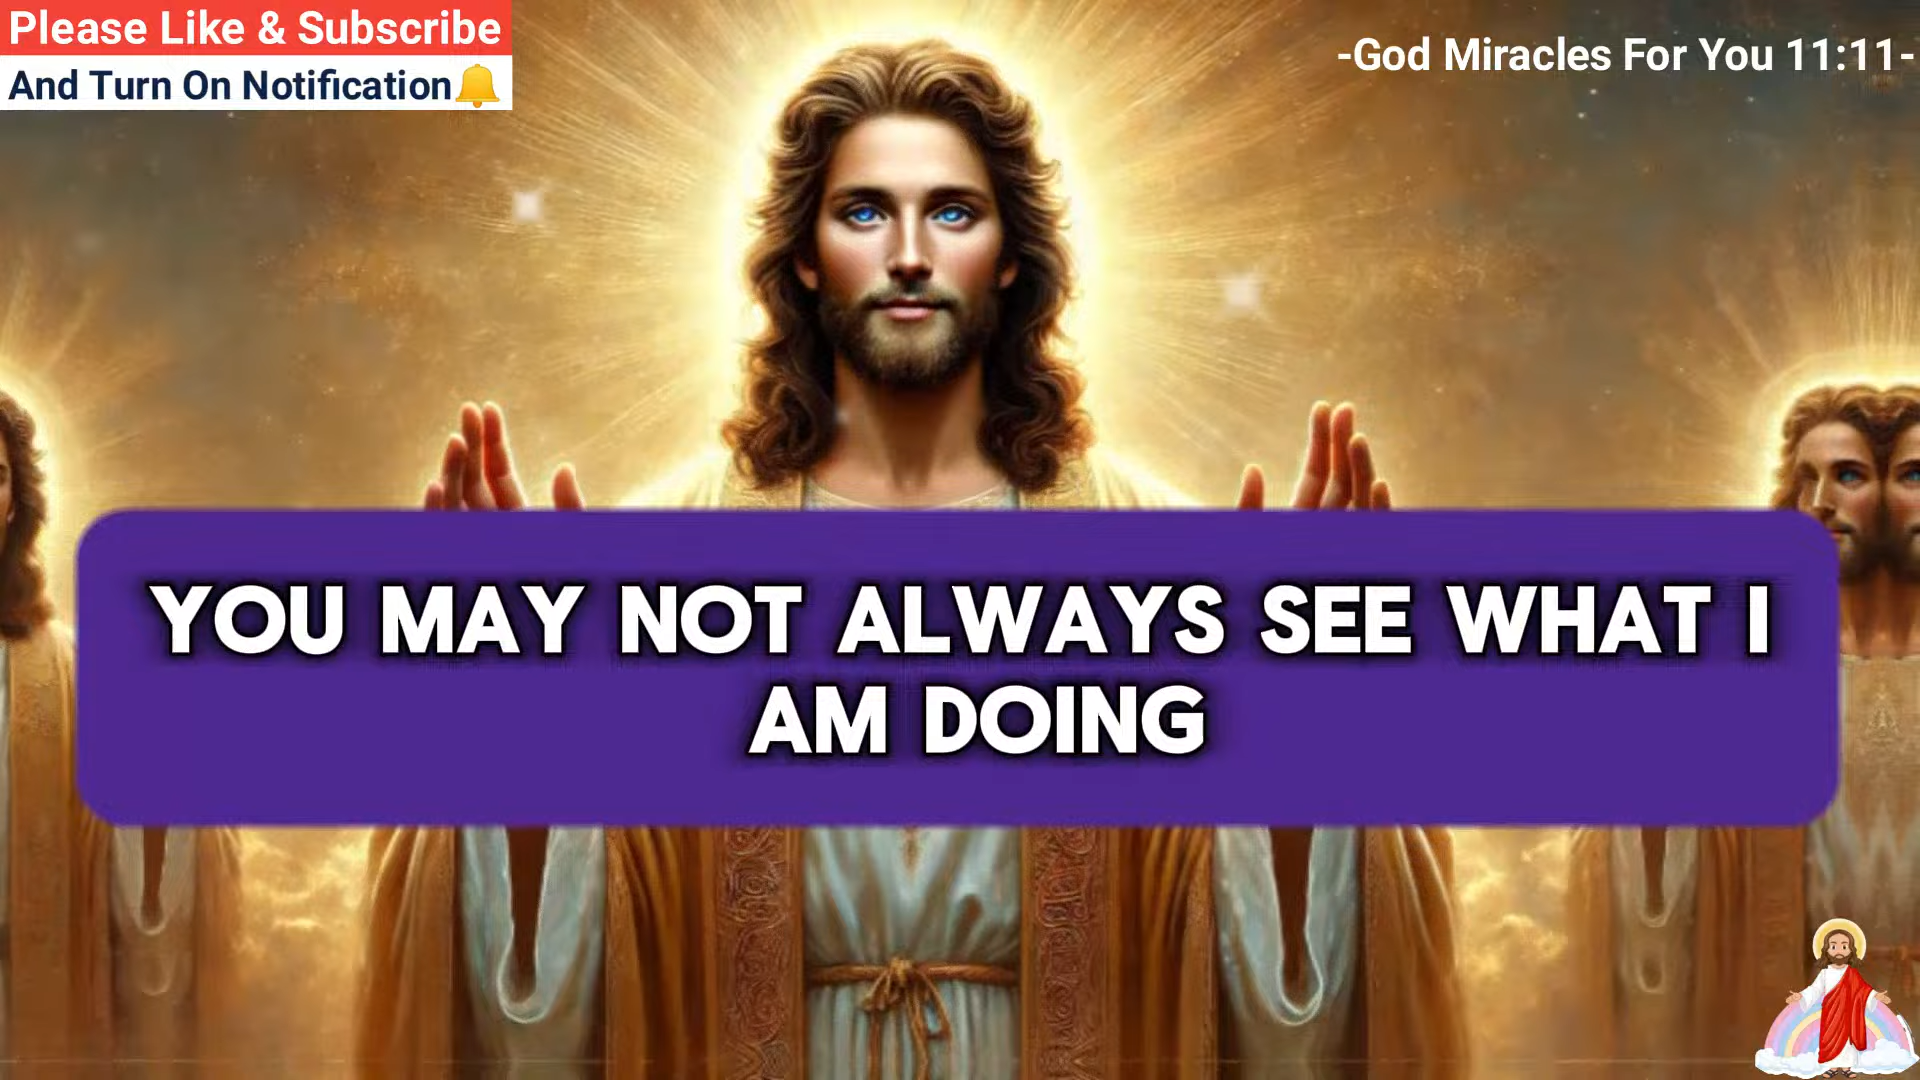 Please Like & Subscribe
And Turn On Notification🔔
-God Miracles For You 11:11-
YOU MAY NOT ALWAYS SEE WHAT I
AM DOING